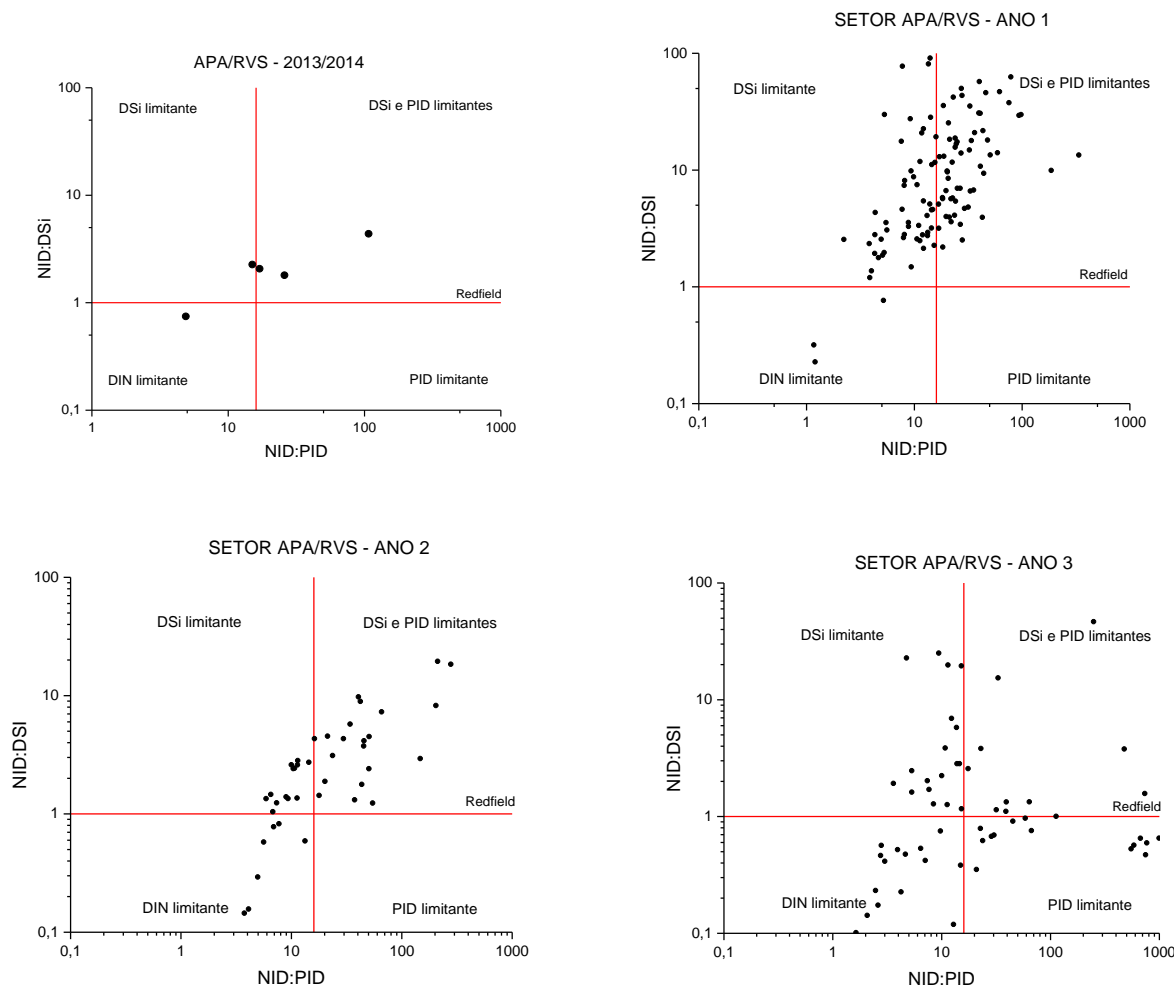 APA/RVS - 2013/2014
100
10
1
0,1
NID:DSi
DSi limitante
DSi e PID limitantes
Redfield
DIN limitante
PID limitante
1
10
100
1000
NID:PID
SETOR APA/RVS - ANO 1
100
10
1
0,1
NID:DSI
DSi limitante
DSi e PID limitantes
Redfield
DIN limitante
PID limitante
0,1
1
10
100
1000
NID:PID
SETOR APA/RVS - ANO 2
100
10
1
0,1
NID:DSI
DSi limitante
DSi e PID limitantes
Redfield
DIN limitante
PID limitante
0,1
1
10
100
1000
NID:PID
SETOR APA/RVS - ANO 3
100
10
1
0,1
NID:DSI
DSi limitante
DSi e PID limitantes
Redfield
DIN limitante
PID limitante
0,1
1
10
100
1000
NID:PID